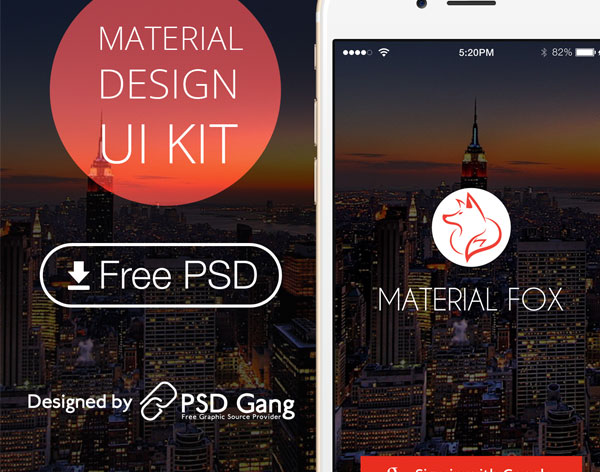 MATERIAL
DESIGN
UI KIT
Free PSD
Designed by PSD Gang
Free Graphic Source Provider
5:20PM
82%
MATERIAL FOX